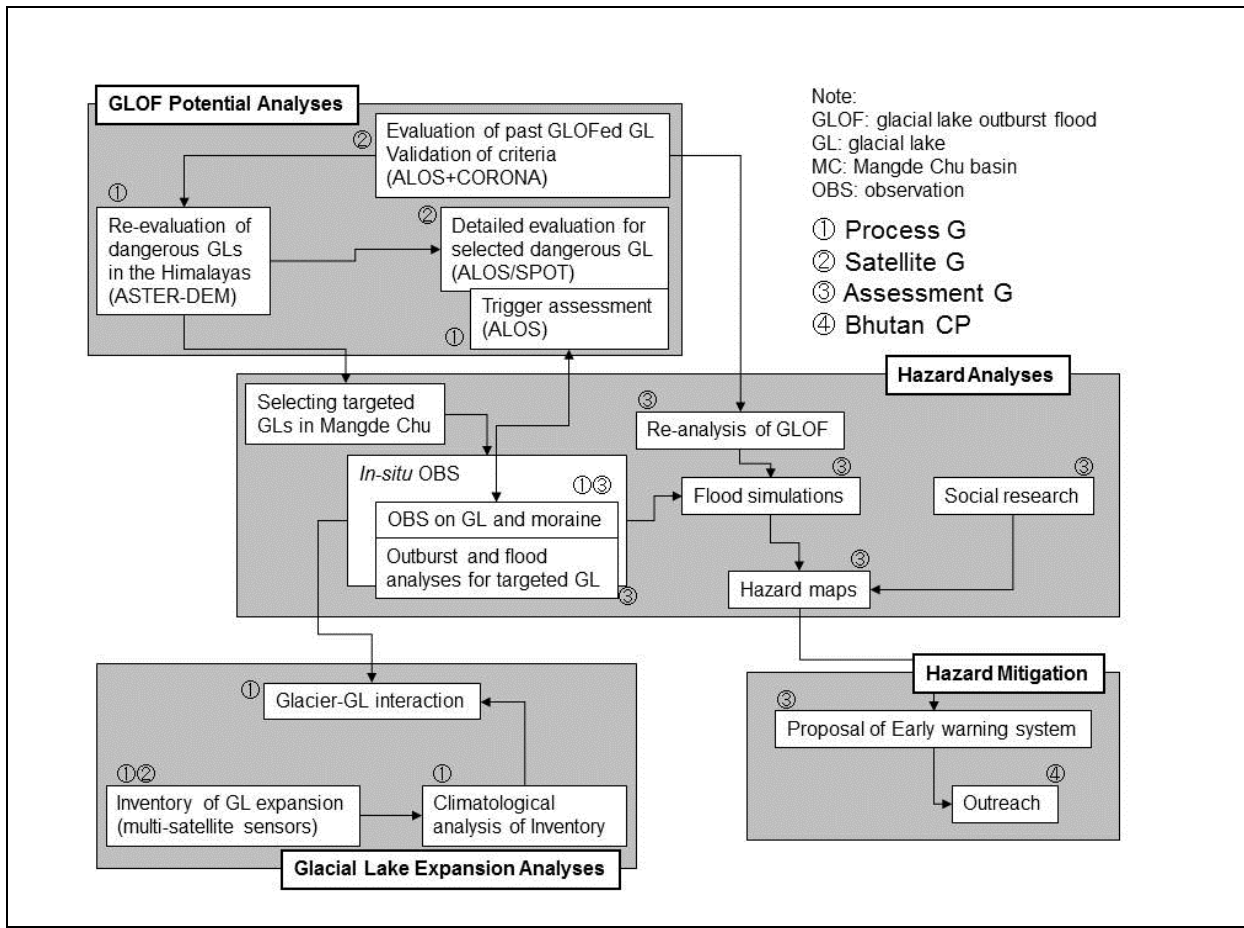 GLOF Potential Analyses
②
Evaluation of past GLOFed GL
Validation of criteria
(ALOS+CORONA)
①
Re-evaluation of
dangerous GLs
in the Himalayas
(ASTER-DEM)
②
Detailed evaluation for
selected dangerous GL
(ALOS/SPOT)
①
Trigger assessment
(ALOS)
Note:
GLOF: glacial lake outburst flood
GL: glacial lake
MC: Mangde Chu basin
OBS: observation
① Process G
② Satellite G
③ Assessment G
④ Bhutan CP
Hazard Analyses
Selecting targeted
GLs in Mangde Chu
③
Re-analysis of GLOF
In-situ OBS
①③
OBS on GL and moraine
Outburst and flood
analyses for targeted GL
③
③
Flood simulations
③
Social research
③
Hazard maps
①
Glacier-GL interaction
①②
Inventory of GL expansion
(multi-satellite sensors)
①
Climatological
analysis of Inventory
Glacial Lake Expansion Analyses
Hazard Mitigation
③
Proposal of Early warning system
④
Outreach